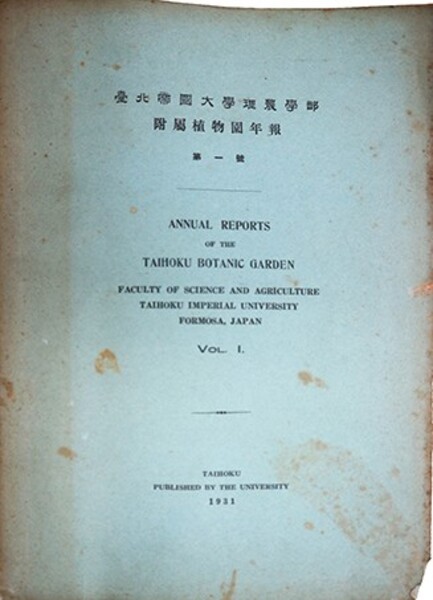 臺北帝國大學理農學部
附屬植物園年報
第一號
ANNUAL REPORTS
OF THE
TAIHOKU BOTANIC GARDEN
FACULTY OF SCIENCE AND AGRICULTURE
TAIHOKU IMPERIAL UNIVERSITY
FORMOSA, JAPAN
VOL. I.
TAIHOKU
PUBLISHED BY THE UNIVERSITY
1931